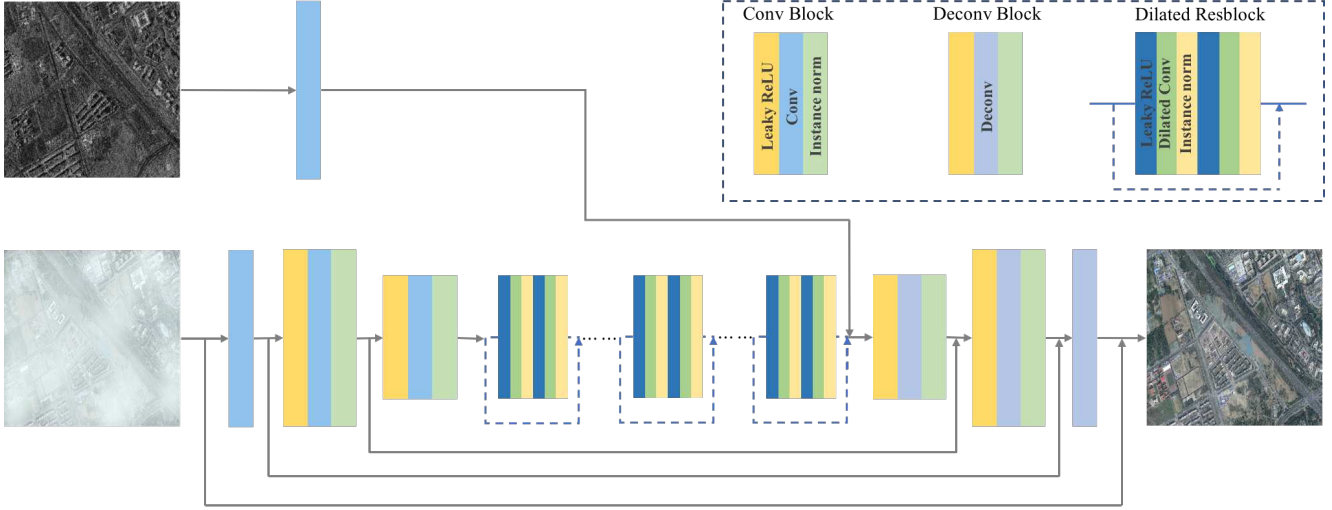 Conv Block
Deconv Block
Dilated Resblock
Leaky ReLU
Conv
Instance norm
Deconv
Leaky ReLU
Dilated Conv
Instance norm